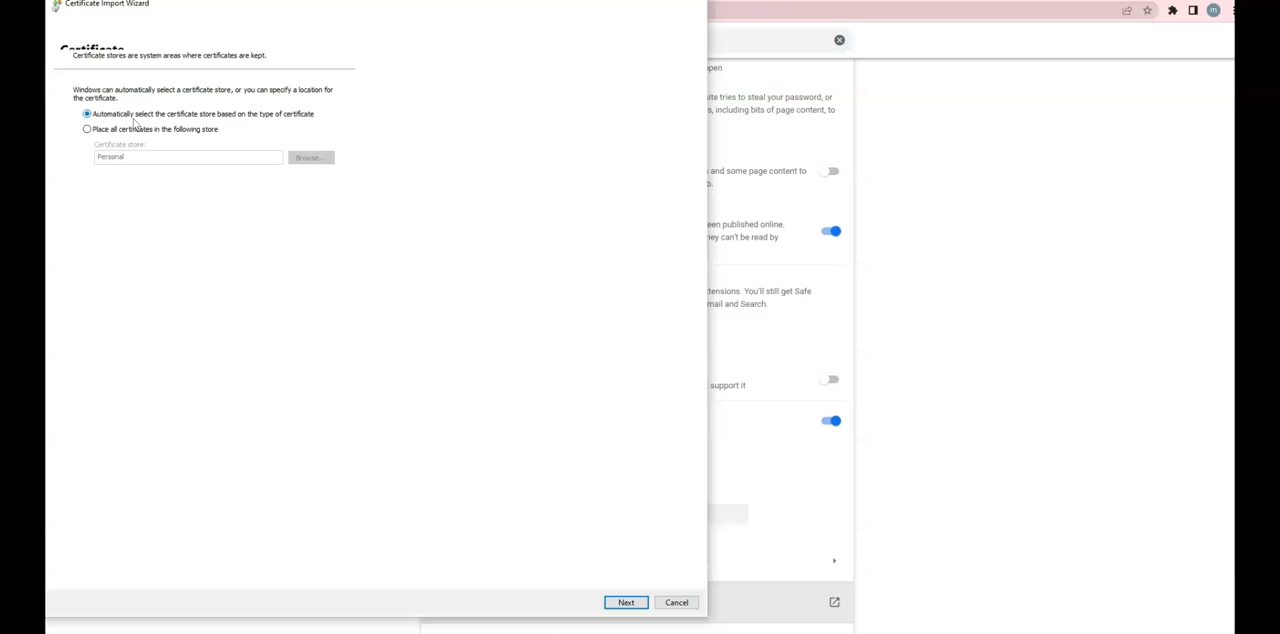 Certificate Import Wizard
Certificate
Certificate stores are system areas where certificates are kept.
Windows can automatically select a certificate store, or you can specify a location for
the certificate.
Automatically select the certificate store based on the type of certificate
Place all certificates in the following store
Certificate store:
Personal
Browse...
Next
Cancel
m
open
site tries to steal your password, or
, including bits of page content, to
and some page content to
b.
een published online.
hey can't be read by
tensions. You'll still get Safe
mail and Search.
t support it